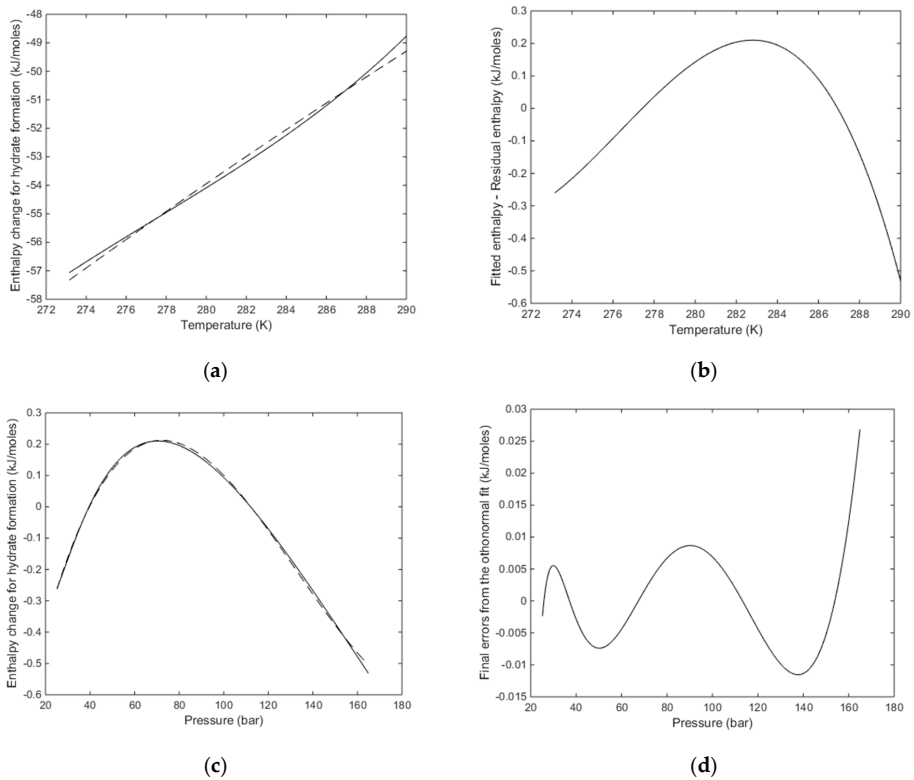 -48
-49
-50
-51
-52
-53
-54
-55
-56
-57
-58
272 274 276 278 280 282 284 286 288 290
Temperature (K)
Enthalpy change for hydrate formation (kJ/moles)
(a)
0.3
0.2
0.1
0
-0.1
-0.2
-0.3
-0.4
-0.5
-0.6
272 274 276 278 280 282 284 286 288 290
Temperature (K)
Fitted enthalpy - Residual enthalpy (kJ/moles)
(b)
0.3
0.2
0.1
0
-0.1
-0.2
-0.3
-0.4
-0.5
-0.6
20 40 60 80 100 120 140 160 180
Pressure (bar)
Enthalpy change for hydrate formation (kJ/moles)
(c)
0.03
0.025
0.02
0.015
0.01
0.005
0
-0.005
-0.01
-0.015
20 40 60 80 100 120 140 160 180
Pressure (bar)
Final errors from the othonormal fit (kJ/moles)
(d)